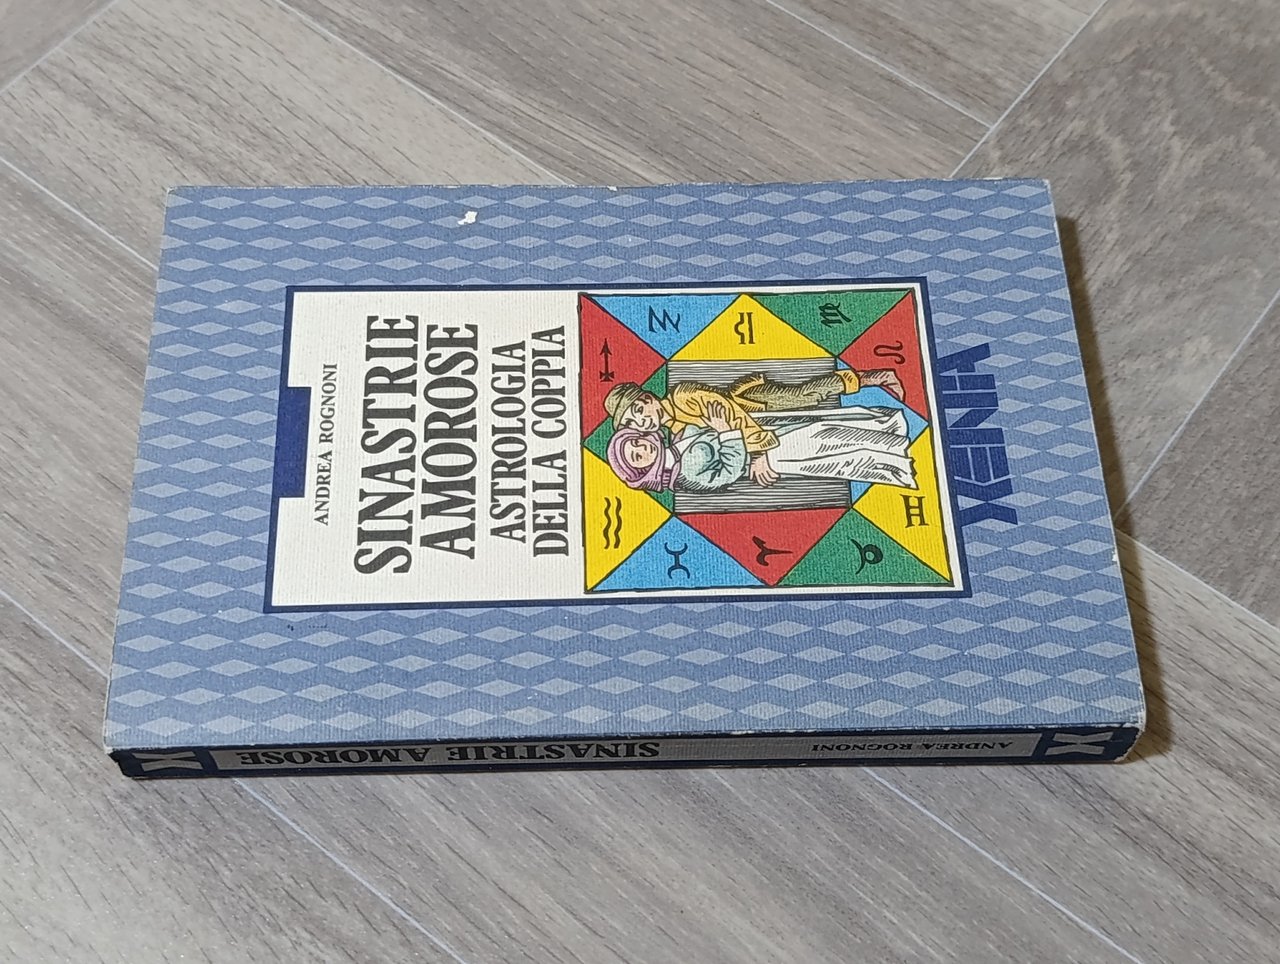 ANDREA ROGNONI
SINASTRIE
AMOROSE
ASTROLOGIA
DELLA COPPIA
XENIA
ANDREA ROGNONI
SINASTRIE AMOROSE
X
X